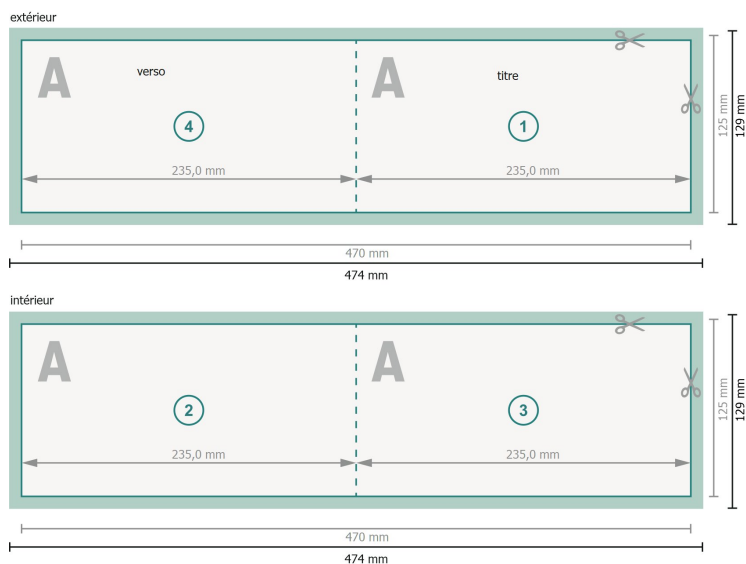 extérieur
A verso A titre
4 1
235,0 mm 235,0 mm
125 mm
129 mm
470 mm
474 mm
intérieur
A A
2 3
235,0 mm 235,0 mm
125 mm
129 mm
470 mm
474 mm